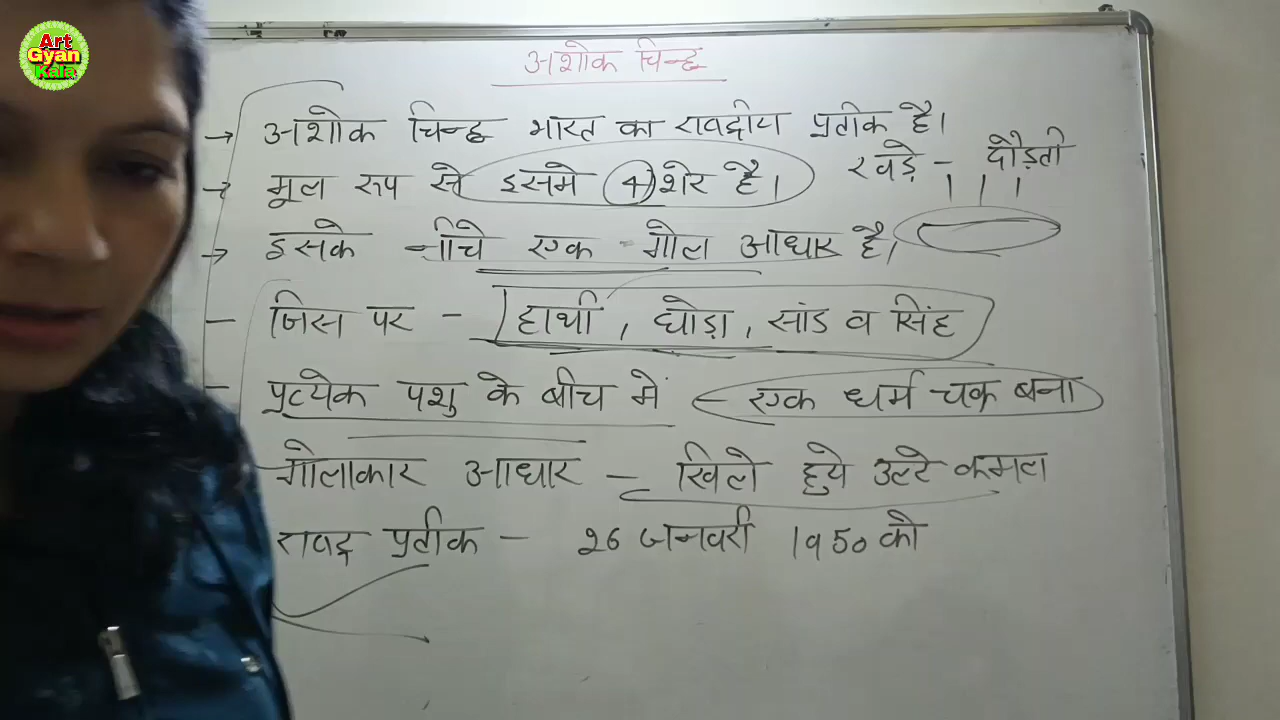 Art
Gyan
Kala
अशोक चिन्ह
→ अशोक चिन्ह भारत का राष्ट्रीय प्रतीक है।
→ मूल रूप से इसमे 4 शेर है।
खड़े - दौड़ती
→ इसके नीचे एक गोल आधार है।
- जिस पर - हाथी, घोड़ा, सांड व सिंह
- प्रत्येक पशु के बीच में - एक धर्म चक्र बना
गोलाकार आधार - खिले हुये उल्टे कमल
राष्ट्र प्रतीक - 26 जनवरी 1950 को